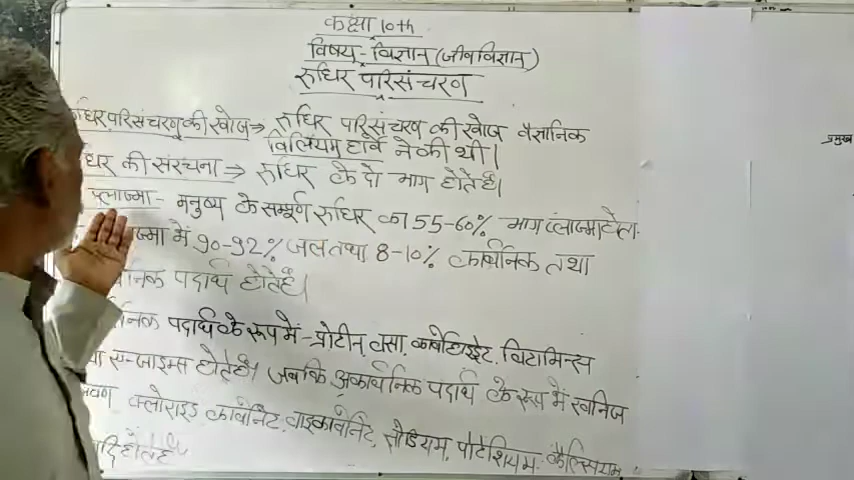 कक्षा 10th
विषय - विज्ञान (जीवविज्ञान)
रुधिर परिसंचरण
रुधिर परिसंचरण की खोज ⇒ रुधिर परिसंचरण की खोज वैज्ञानिक
विलियम हार्वे ने की थी।
धिर की संरचना ⇒ रुधिर के दो भाग होते हैं।
प्लाज्मा - मनुष्य के सम्पूर्ण रुधिर का 55-60% भाग प्लाज्मा होता
ज्मा में 90-92% जल तथा 8-10% कार्बनिक तथा
निक पदार्थ होते हैं।
निक पदार्थ के रूप में - प्रोटीन, वसा, कार्बोहाइड्रेट, विटामिन्स
था एन्जाइम्स होते हैं। जबकि अकार्बनिक पदार्थ के रूप में खनिज
लवण क्लोराइड कार्बोनेट, बाइकार्बोनेट, सोडियम, पोटेशियम, कैल्सियम
दि होते हैं
प्रमुख